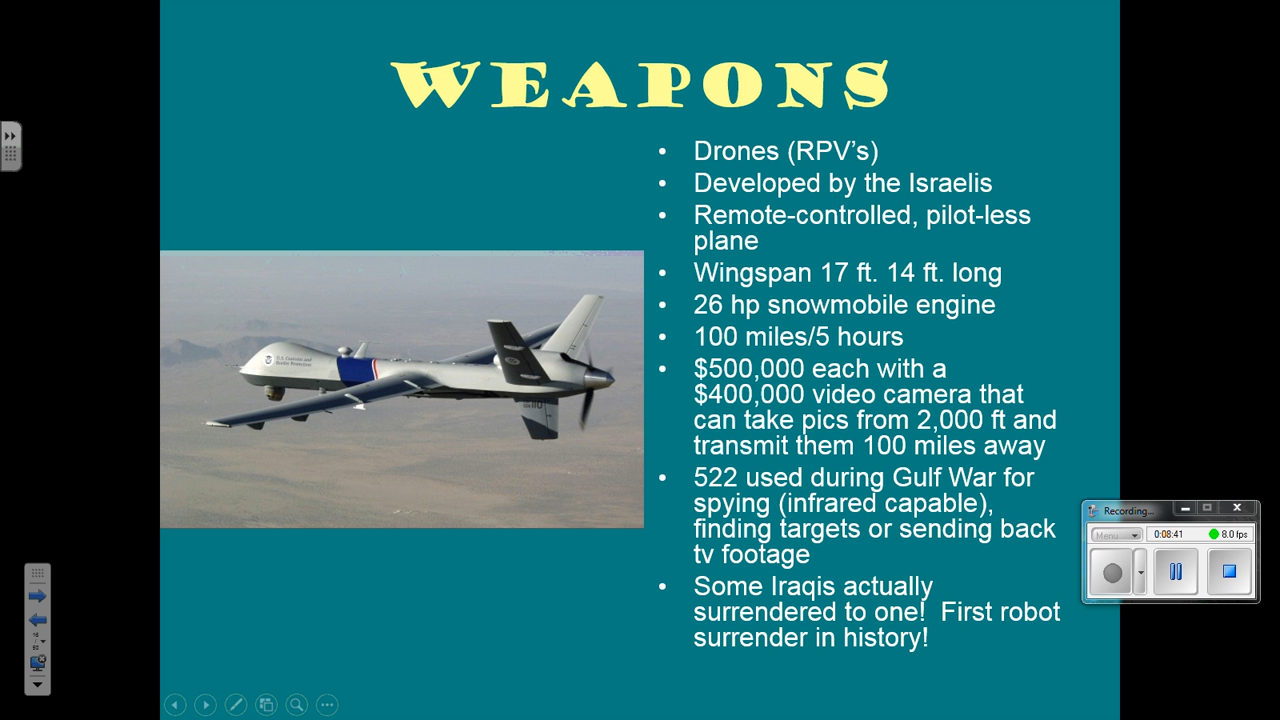 WEAPONS
• Drones (RPV’s)
• Developed by the Israelis
• Remote-controlled, pilot-less
plane
• Wingspan 17 ft. 14 ft. long
• 26 hp snowmobile engine
• 100 miles/5 hours
• $500,000 each with a
$400,000 video camera that
can take pics from 2,000 ft and
transmit them 100 miles away
• 522 used during Gulf War for
spying (infrared capable),
finding targets or sending back
tv footage
• Some Iraqis actually
surrendered to one!  First robot
surrender in history!
U.S. Customs and
Border Protection
Recording...
Menu
0:08:41
8.0 fps